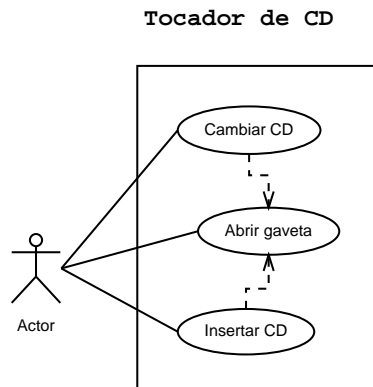 Tocador de CD
Cambiar CD
Abrir gaveta
Actor
Insertar CD